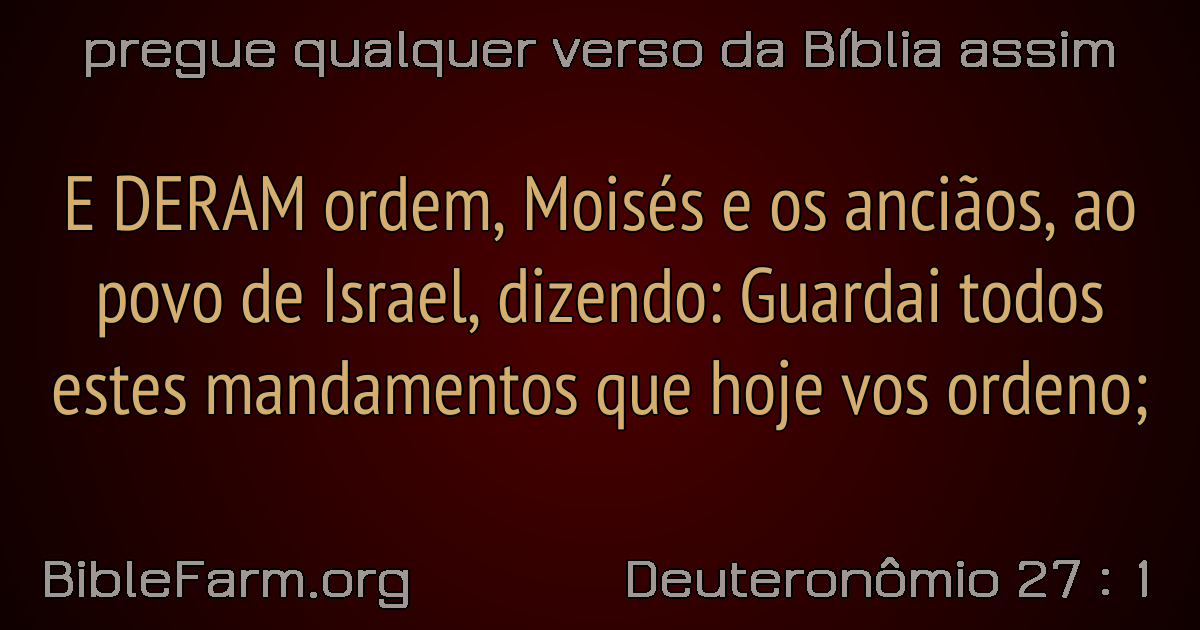 pregue qualquer verso da Bíblia assim
E DERAM ordem, Moisés e os anciãos, ao
povo de Israel, dizendo: Guardai todos
estes mandamentos que hoje vos ordeno;
BibleFarm.org
Deuteronômio 27 : 1